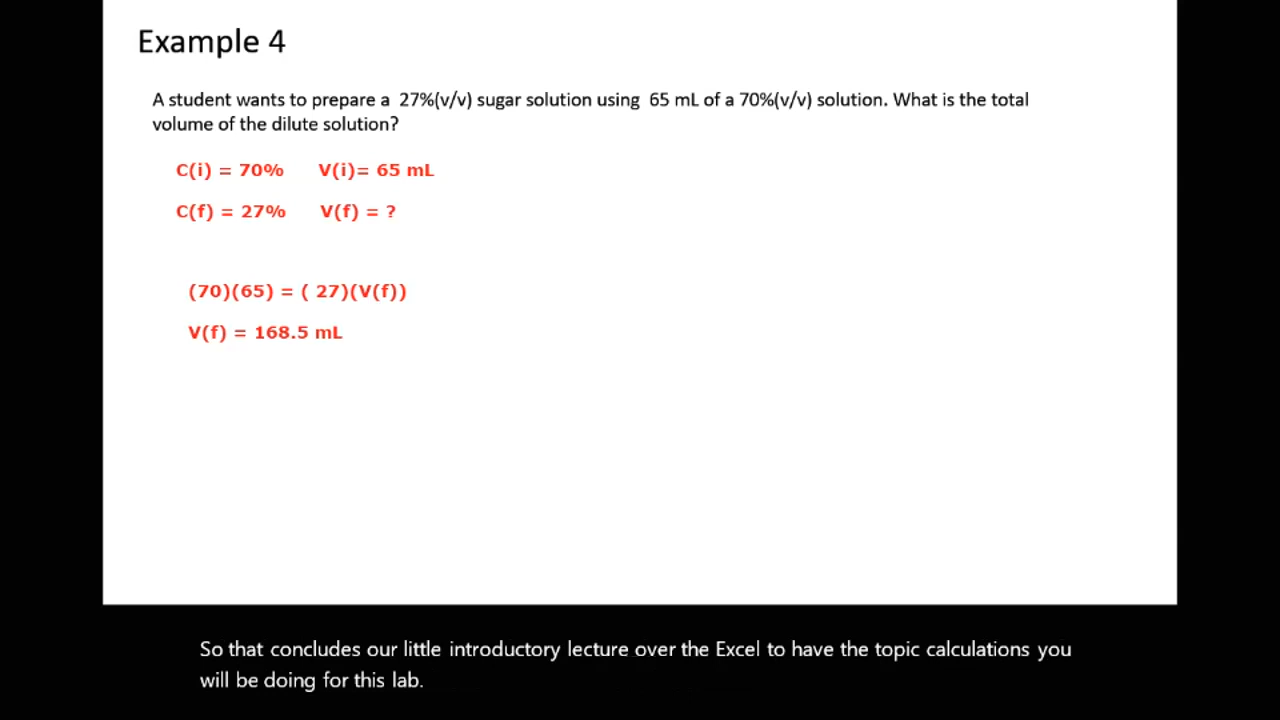 Example 4
A student wants to prepare a 27%(v/v) sugar solution using 65 mL of a 70%(v/v) solution. What is the total
volume of the dilute solution?
C(i) = 70% V(i)= 65 mL
C(f) = 27% V(f) = ?
(70)(65) = ( 27)(V(f))
V(f) = 168.5 mL
So that concludes our little introductory lecture over the Excel to have the topic calculations you
will be doing for this lab.